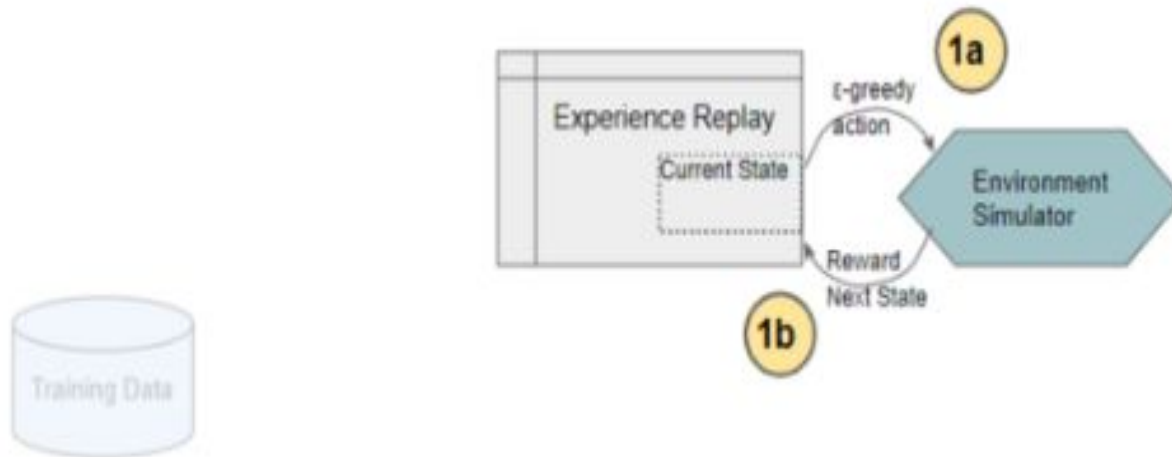 1a
ε-greedy
action
Experience Replay
Current State
Environment
Simulator
Reward
Next State
1b
Training Data